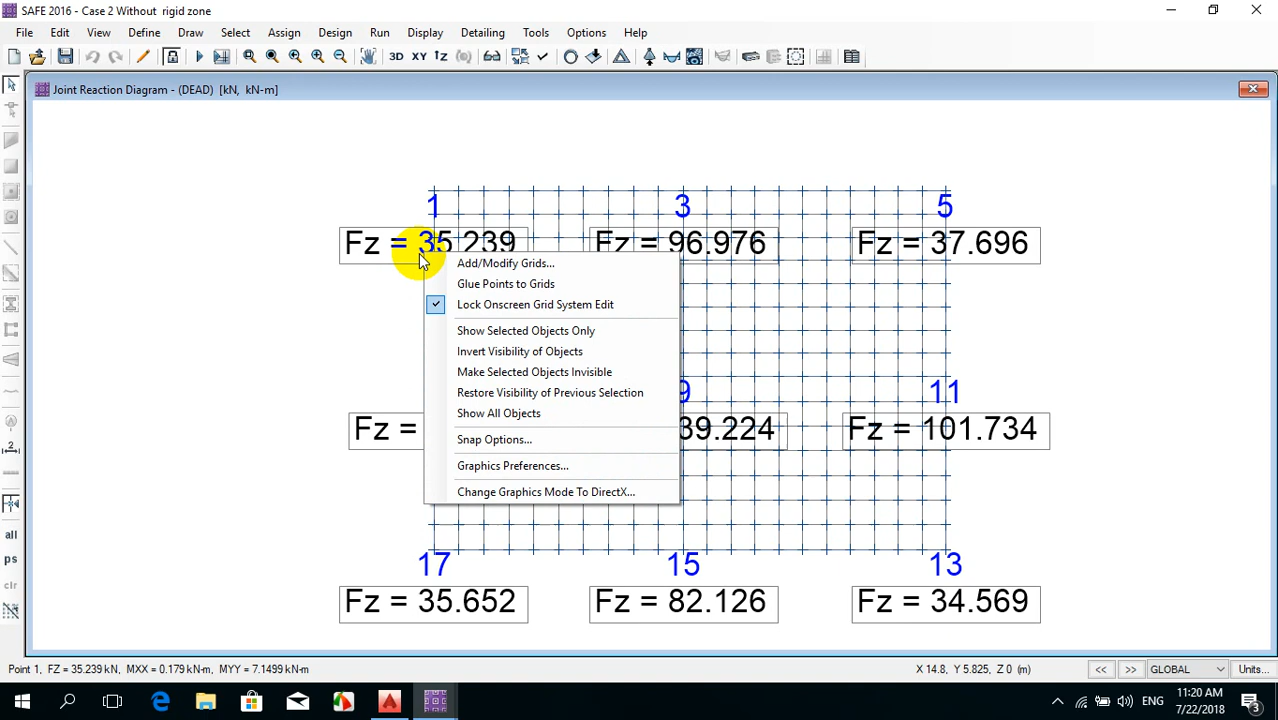 SAFE 2016 - Case 2 Without rigid zone
File Edit View Define Draw Select Assign Design Run Display Detailing Tools Options Help
3D XY
Joint Reaction Diagram - (DEAD) [kN, kN-m]
1 3 5
Fz = 35.239 Fz = 96.976 Fz = 37.696
Add/Modify Grids...
Glue Points to Grids
Lock Onscreen Grid System Edit
Show Selected Objects Only
Invert Visibility of Objects
Make Selected Objects Invisible
Restore Visibility of Previous Selection
Show All Objects
Snap Options...
Graphics Preferences...
Change Graphics Mode To DirectX...
9 11
Fz = 39.224 Fz = 101.734
17 15 13
Fz = 35.652 Fz = 82.126 Fz = 34.569
2
all
ps
clr
Point 1, FZ = 35.239 kN, MXX = 0.179 kN-m, MYY = 7.1499 kN-m
X 14.8, Y 5.825, Z 0 (m)
<< >> GLOBAL Units...
ENG
11:20 AM
7/22/2018
3